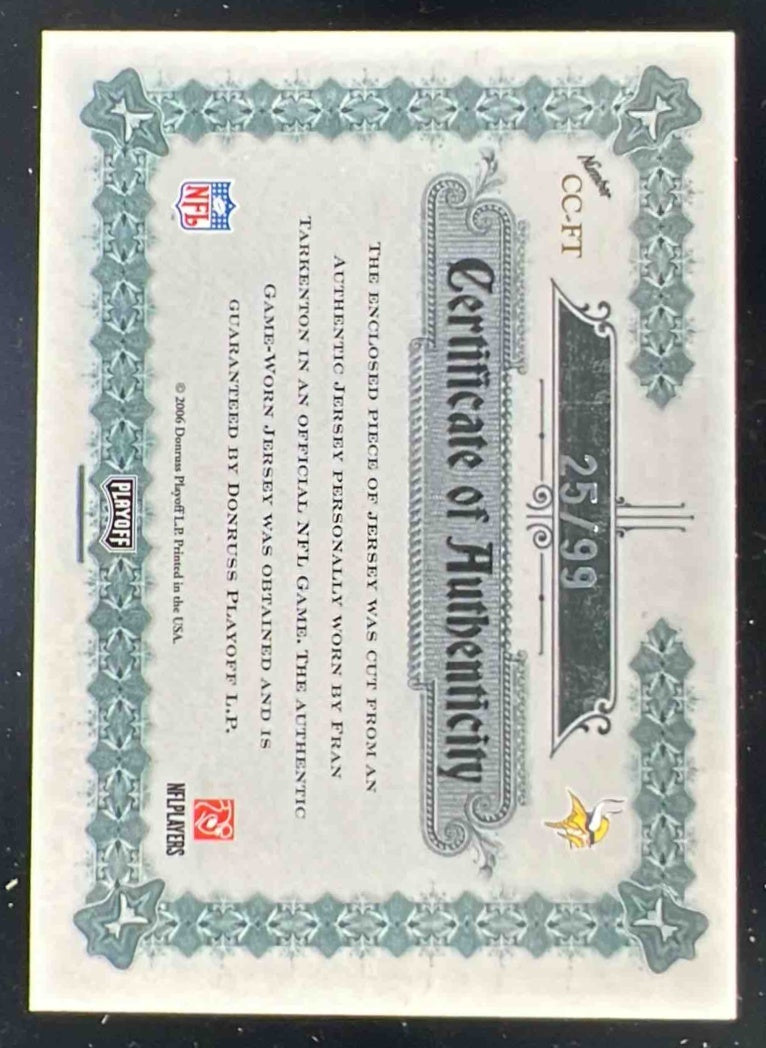 25/99
Number
CC-FT
Certificate of Authenticity
THE ENCLOSED PIECE OF JERSEY WAS CUT FROM AN
AUTHENTIC JERSEY PERSONALLY WORN BY FRAN
TARKENTON IN AN OFFICIAL NFL GAME. THE AUTHENTIC
GAME-WORN JERSEY WAS OBTAINED AND IS
GUARANTEED BY DONRUSS PLAYOFF L.P.
NFL
NFLPLAYERS
© 2006 Donruss Playoff L.P. Printed in the USA.
PLAYOFF